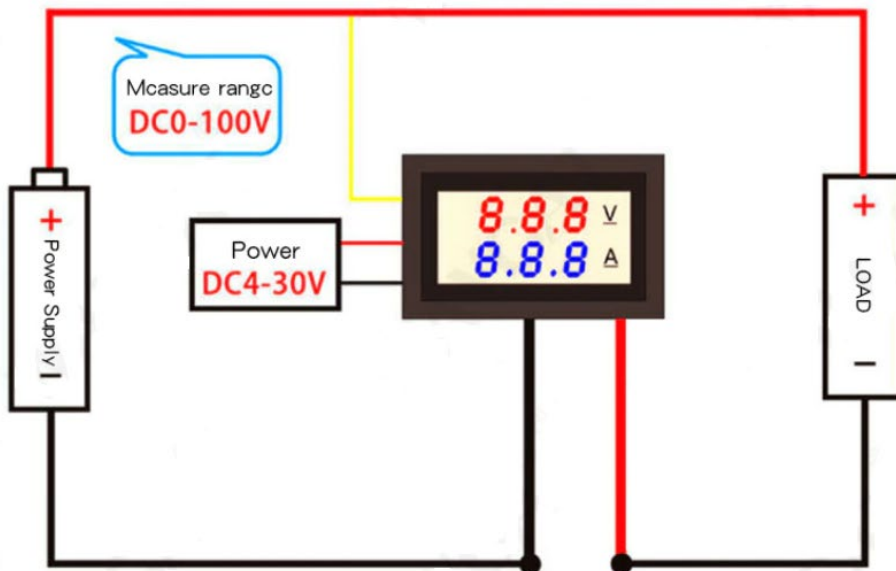 Mcasure rangc
DC0-100V
+
Power Supply
-
Power
DC4-30V
8.8.8 V
8.8.8 A
+
LOAD
-